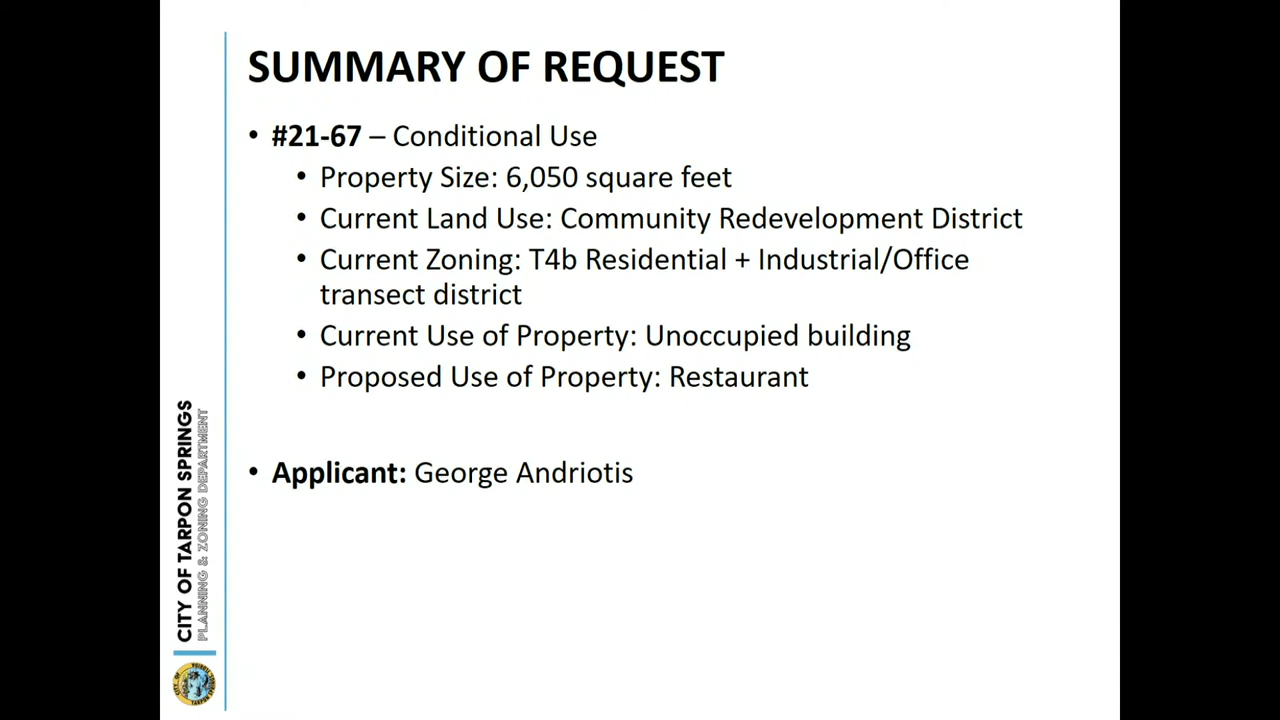 SUMMARY OF REQUEST
• #21-67 – Conditional Use
• Property Size: 6,050 square feet
• Current Land Use: Community Redevelopment District
• Current Zoning: T4b Residential + Industrial/Office
transect district
• Current Use of Property: Unoccupied building
• Proposed Use of Property: Restaurant
• Applicant: George Andriotis
CITY OF TARPON SPRINGS
PLANNING & ZONING DEPARTMENT